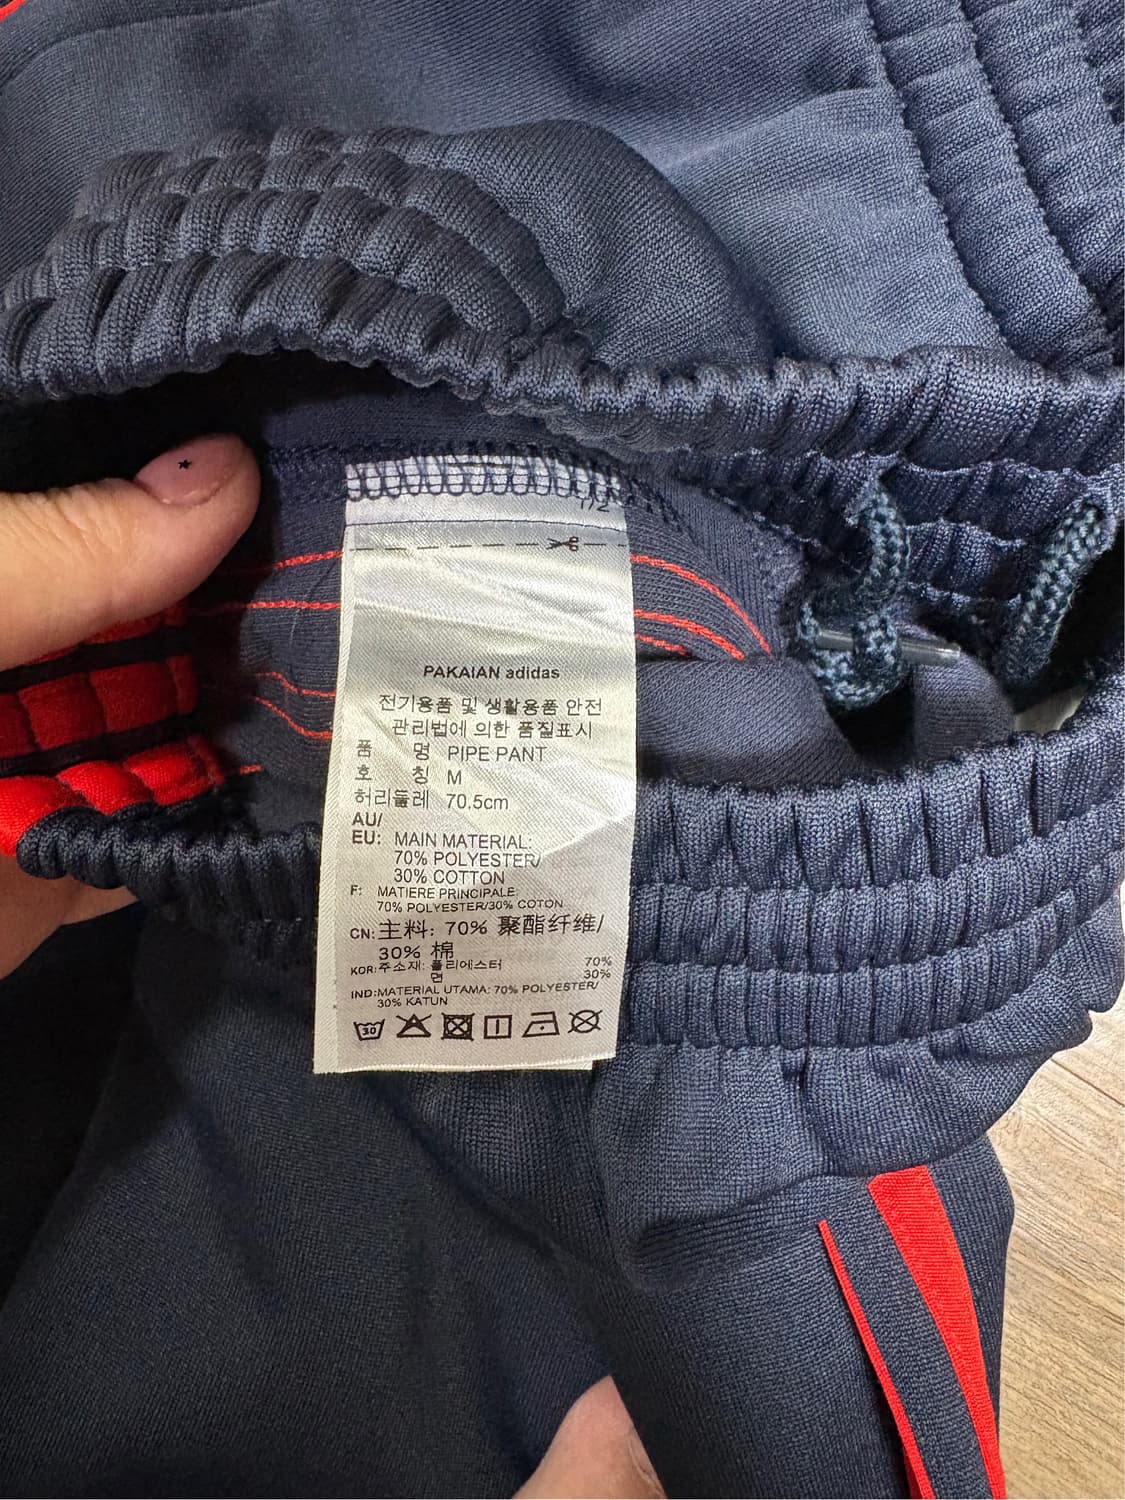 1/2
PAKAIAN adidas
전기용품 및 생활용품 안전
관리법에 의한 품질표시
품 명 PIPE PANT
호 칭 M
허리둘레 70.5cm
AU/
EU: MAIN MATERIAL:
70% POLYESTER/
30% COTTON
F: MATIERE PRINCIPALE:
70% POLYESTER/30% COTON
CN: 主料: 70% 聚酯纤维/
30% 棉
KOR: 주소재: 폴리에스터 70%
면 30%
IND: MATERIAL UTAMA: 70% POLYESTER/
30% KATUN
30